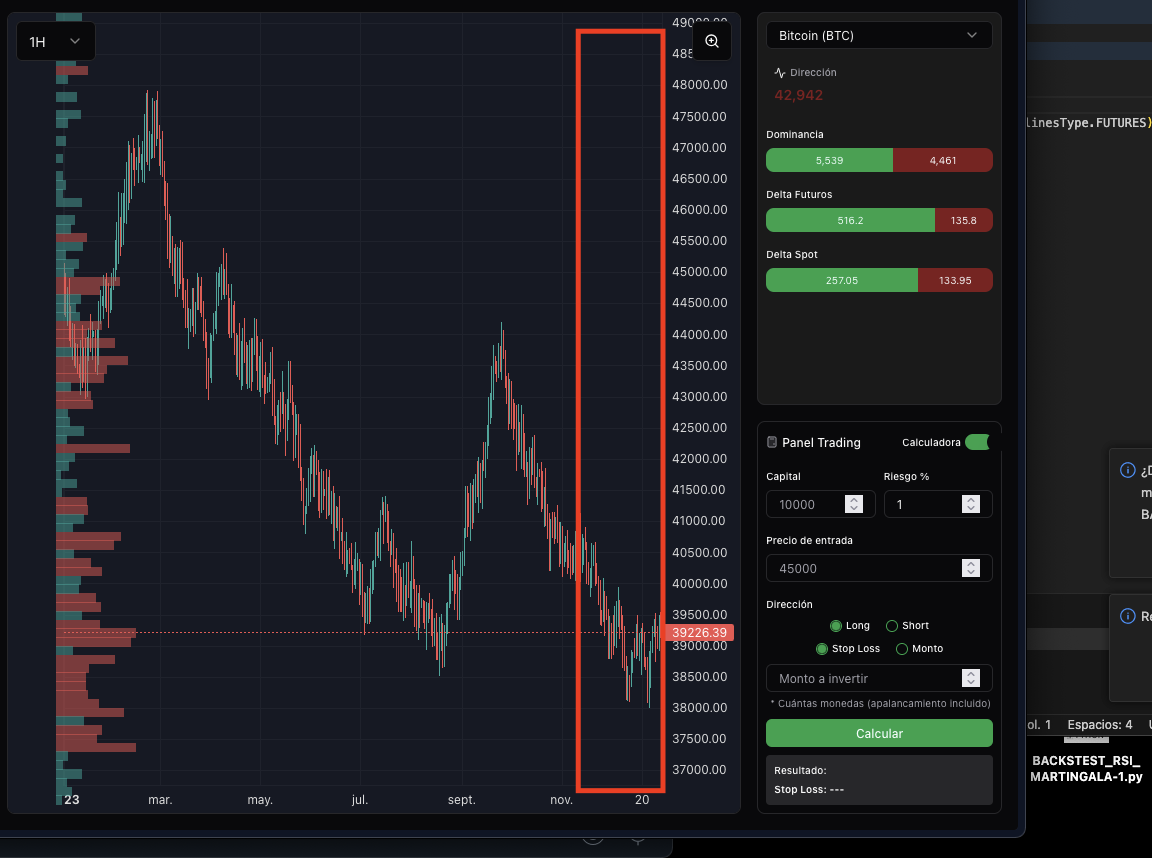 1H
49000.00
48000.00
47500.00
47000.00
46500.00
46000.00
45500.00
45000.00
44500.00
44000.00
43500.00
43000.00
42500.00
42000.00
41500.00
41000.00
40500.00
40000.00
39500.00
39226.39
39000.00
38500.00
38000.00
37500.00
37000.00
23 mar. may. jul. sept. nov. 20
Bitcoin (BTC)
Dirección
42,942
Dominancia
5,539 4,461
Delta Futuros
516.2 135.8
Delta Spot
257.05 133.95
Panel Trading Calculadora
Capital Riesgo %
10000 1
Precio de entrada
45000
Dirección
Long Short
Stop Loss Monto
Monto a invertir
* Cuántas monedas (apalancamiento incluido)
Calcular
Resultado:
Stop Loss: ---
linesType.FUTURES)
ol. 1 Espacios: 4
BACKSTEST_RSI_
MARTINGALA-1.py